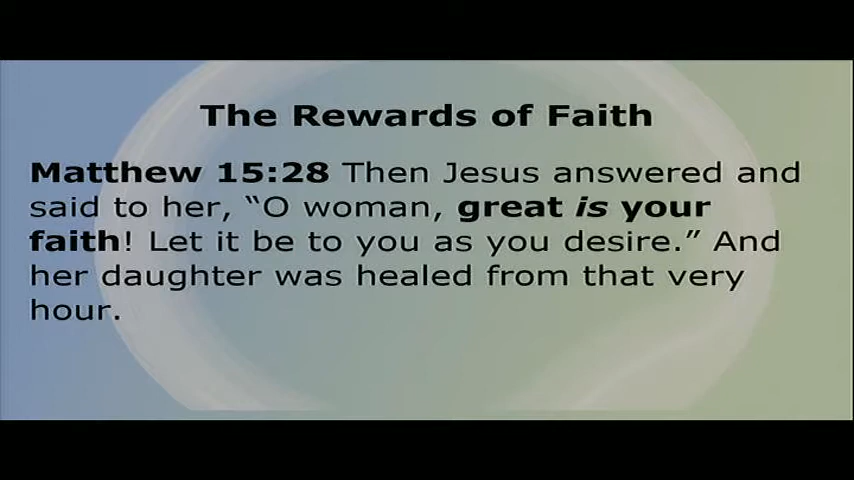 The Rewards of Faith
Matthew 15:28 Then Jesus answered and
said to her, “O woman, great is your
faith! Let it be to you as you desire.” And
her daughter was healed from that very
hour.